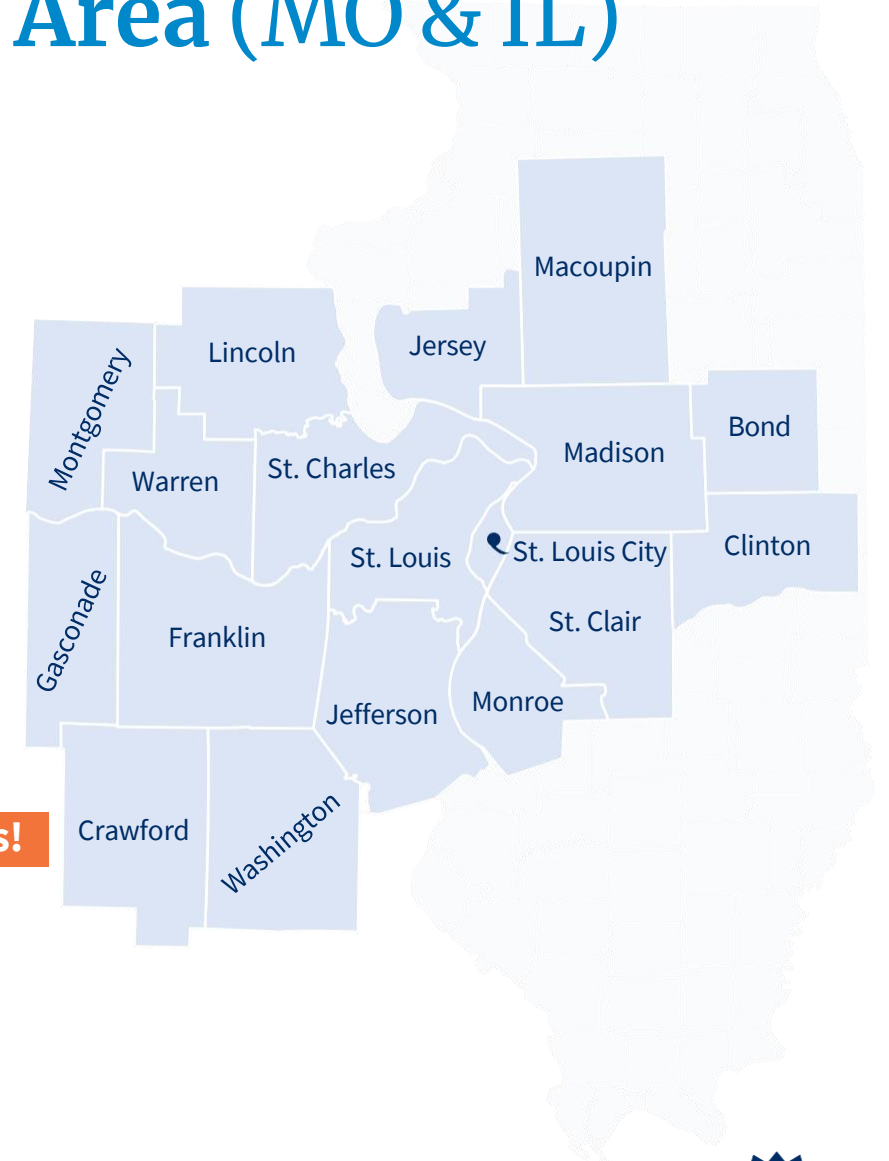 Area (MO & IL)
Macoupin
Lincoln
Jersey
Montgomery
Bond
Madison
St. Charles
Warren
St. Louis
St. Louis City
Clinton
Gasconade
Franklin
St. Clair
Monroe
Jefferson
Crawford
Washington
s!